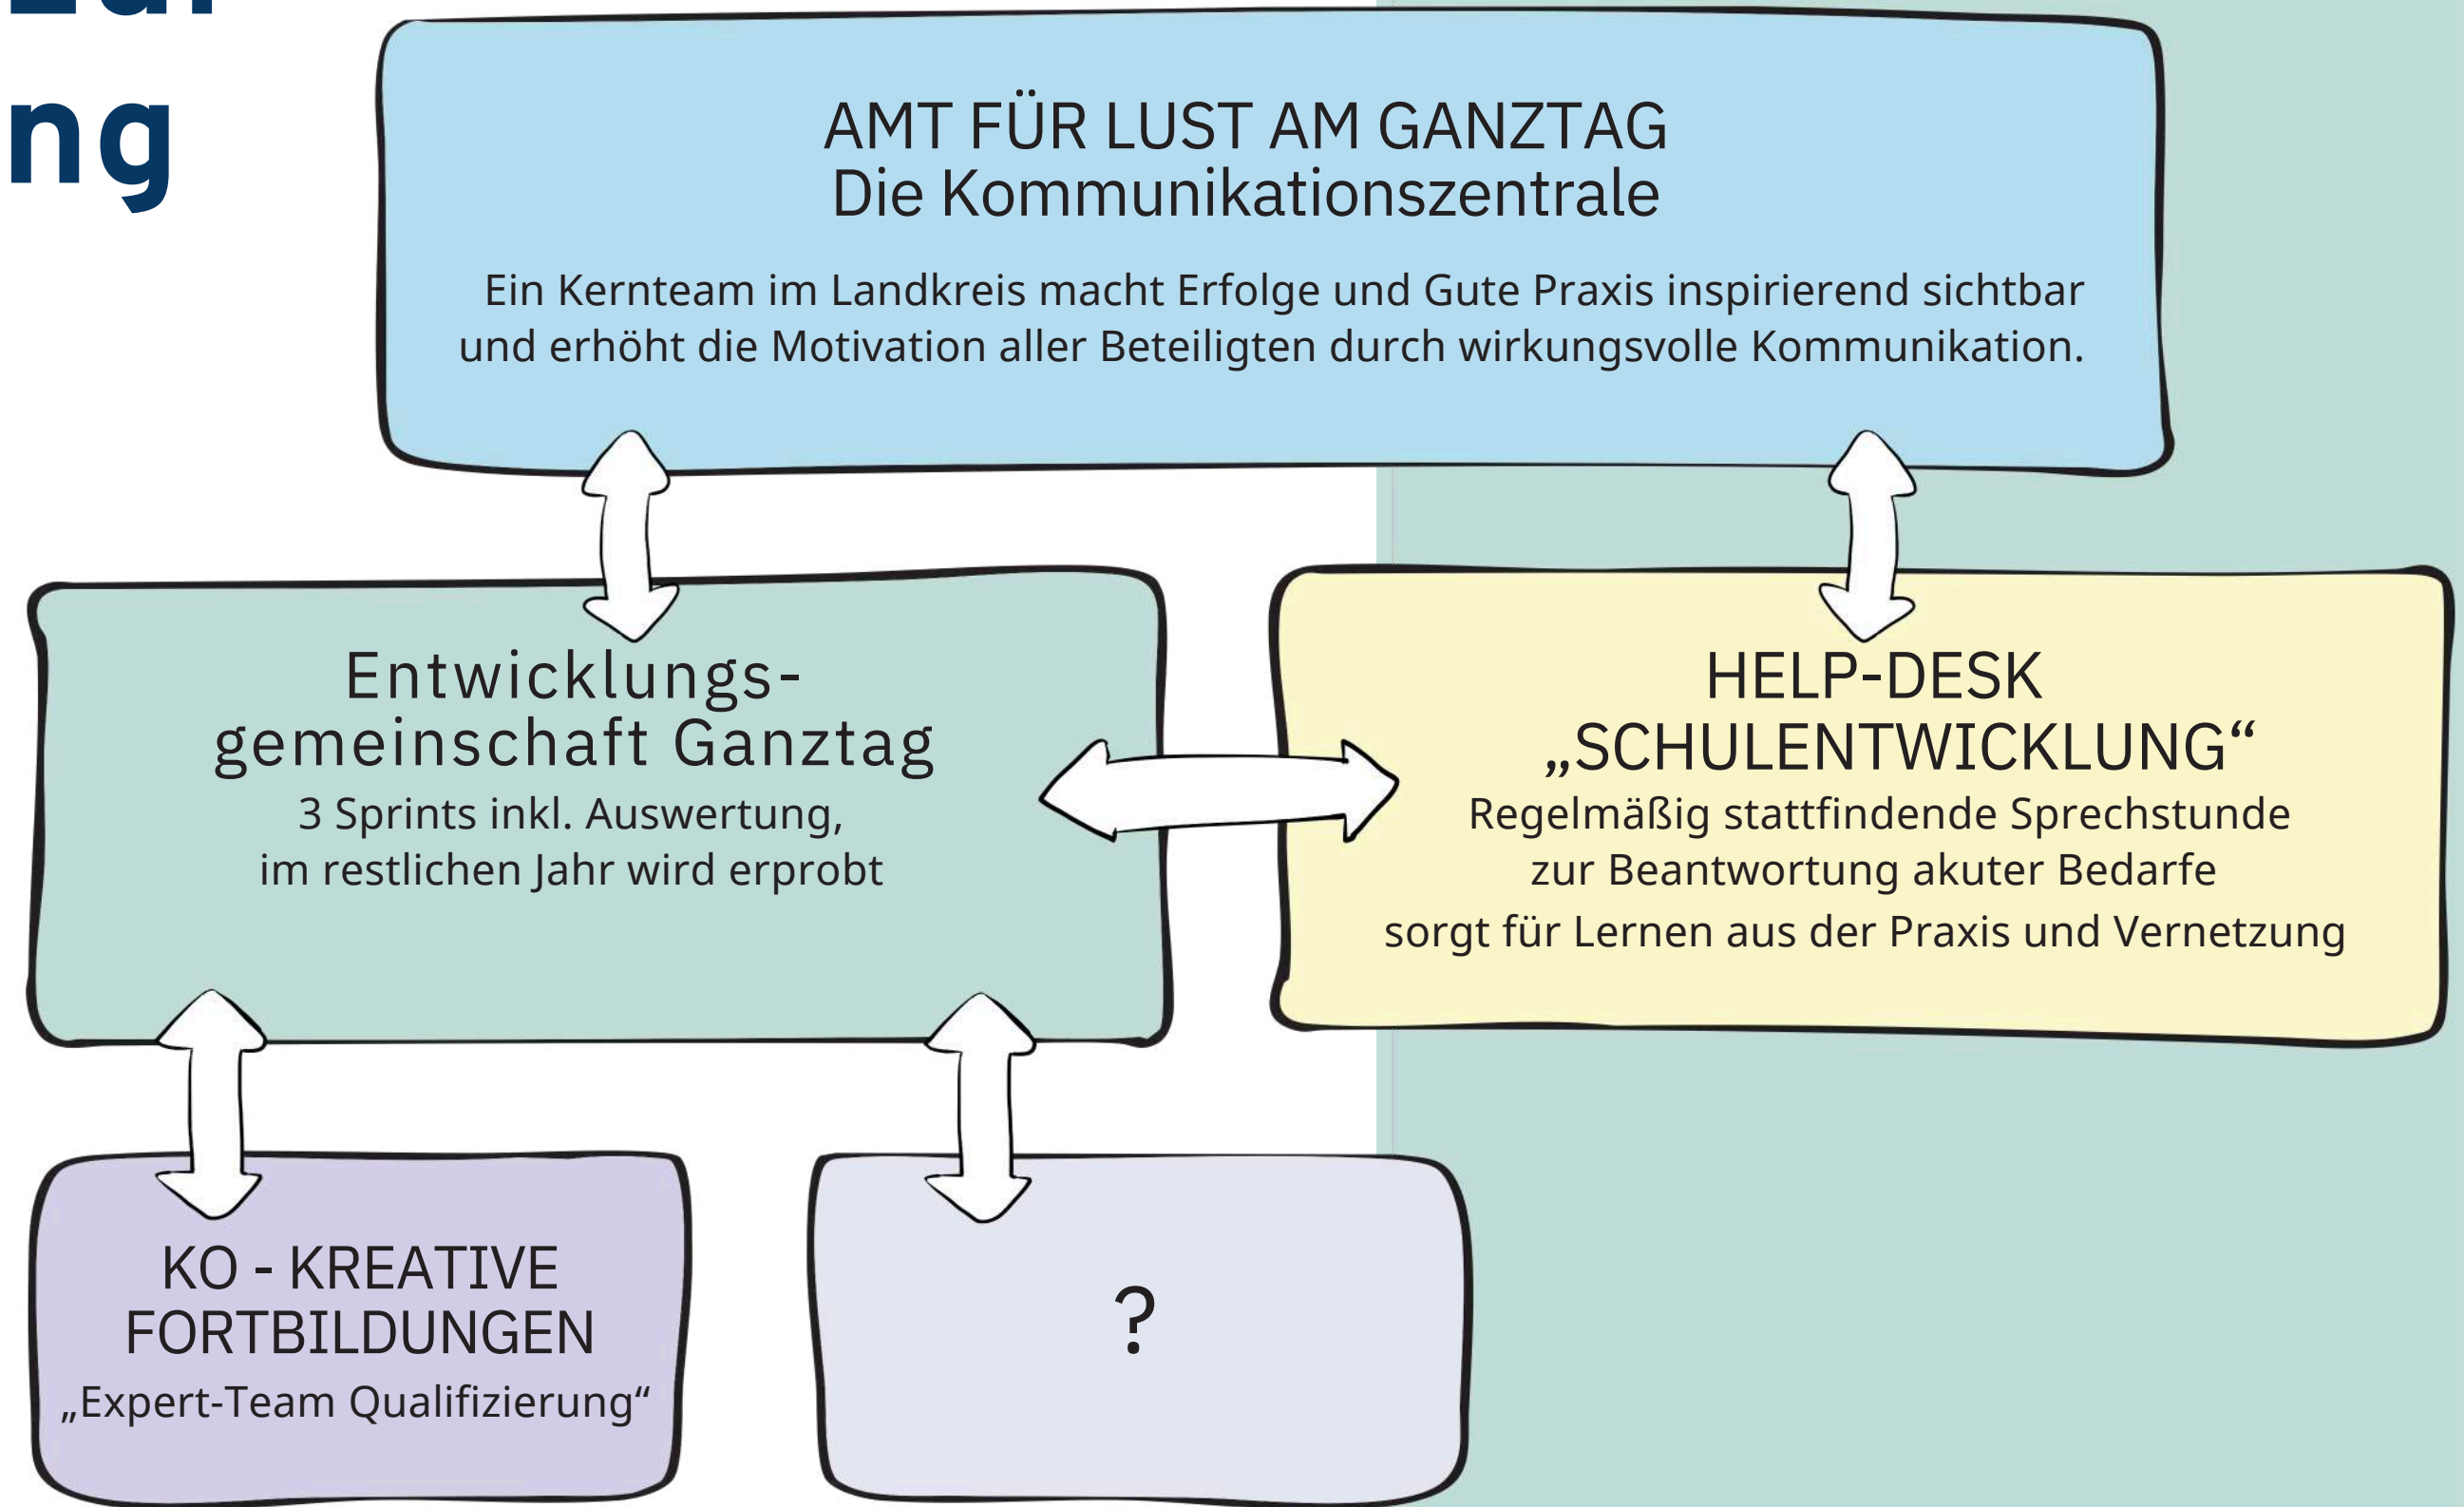 ng
AMT FÜR LUST AM GANZTAG
Die Kommunikationszentrale
Ein Kernteam im Landkreis macht Erfolge und Gute Praxis inspirierend sichtbar
und erhöht die Motivation aller Beteiligten durch wirkungsvolle Kommunikation.
Entwicklungs-
gemeinschaft Ganztag
3 Sprints inkl. Auswertung,
im restlichen Jahr wird erprobt
HELP-DESK
„SCHULENTWICKLUNG“
Regelmäßig stattfindende Sprechstunde
zur Beantwortung akuter Bedarfe
sorgt für Lernen aus der Praxis und Vernetzung
KO - KREATIVE
FORTBILDUNGEN
„Expert-Team Qualifizierung“
?